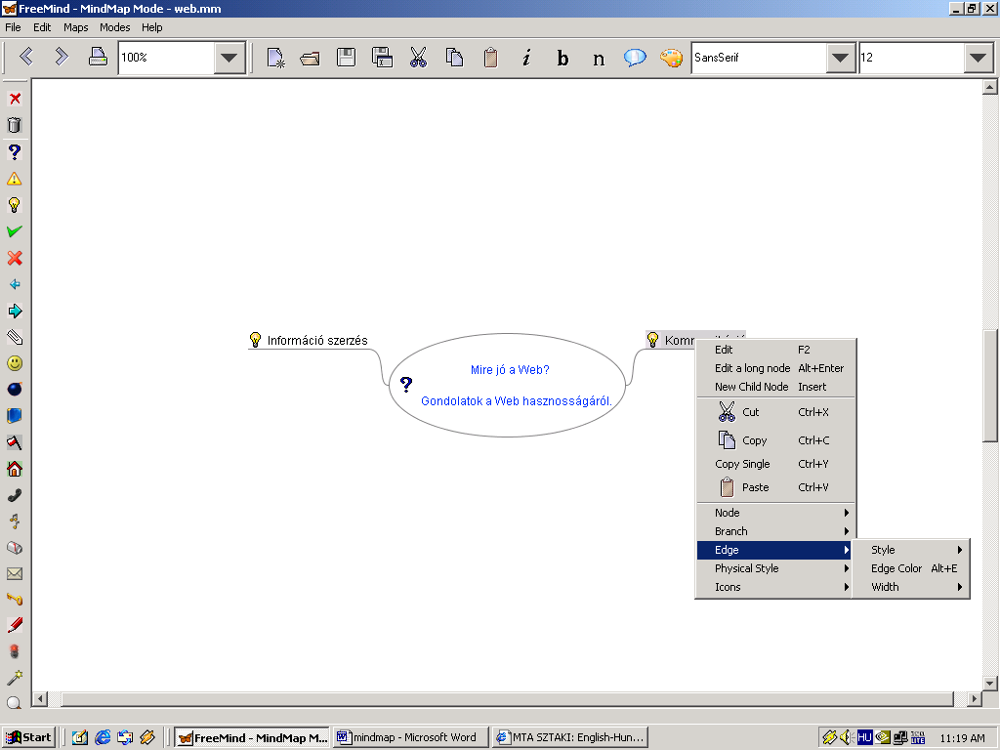 FreeMind - MindMap Mode - web.mm
File Edit Maps Modes Help
100% i b n SansSerif 12
Információ szerzés
Mire jó a Web?
Gondolatok a Web hasznosságáról.
Edit F2
Edit a long node Alt+Enter
New Child Node Insert
Cut Ctrl+X
Copy Ctrl+C
Copy Single Ctrl+Y
Paste Ctrl+V
Node
Branch
Edge
Physical Style
Icons
Style
Edge Color Alt+E
Width
Start FreeMind - MindMap M... mindmap - Microsoft Word MTA SZTAKI: English-Hun... HU 11:19 AM